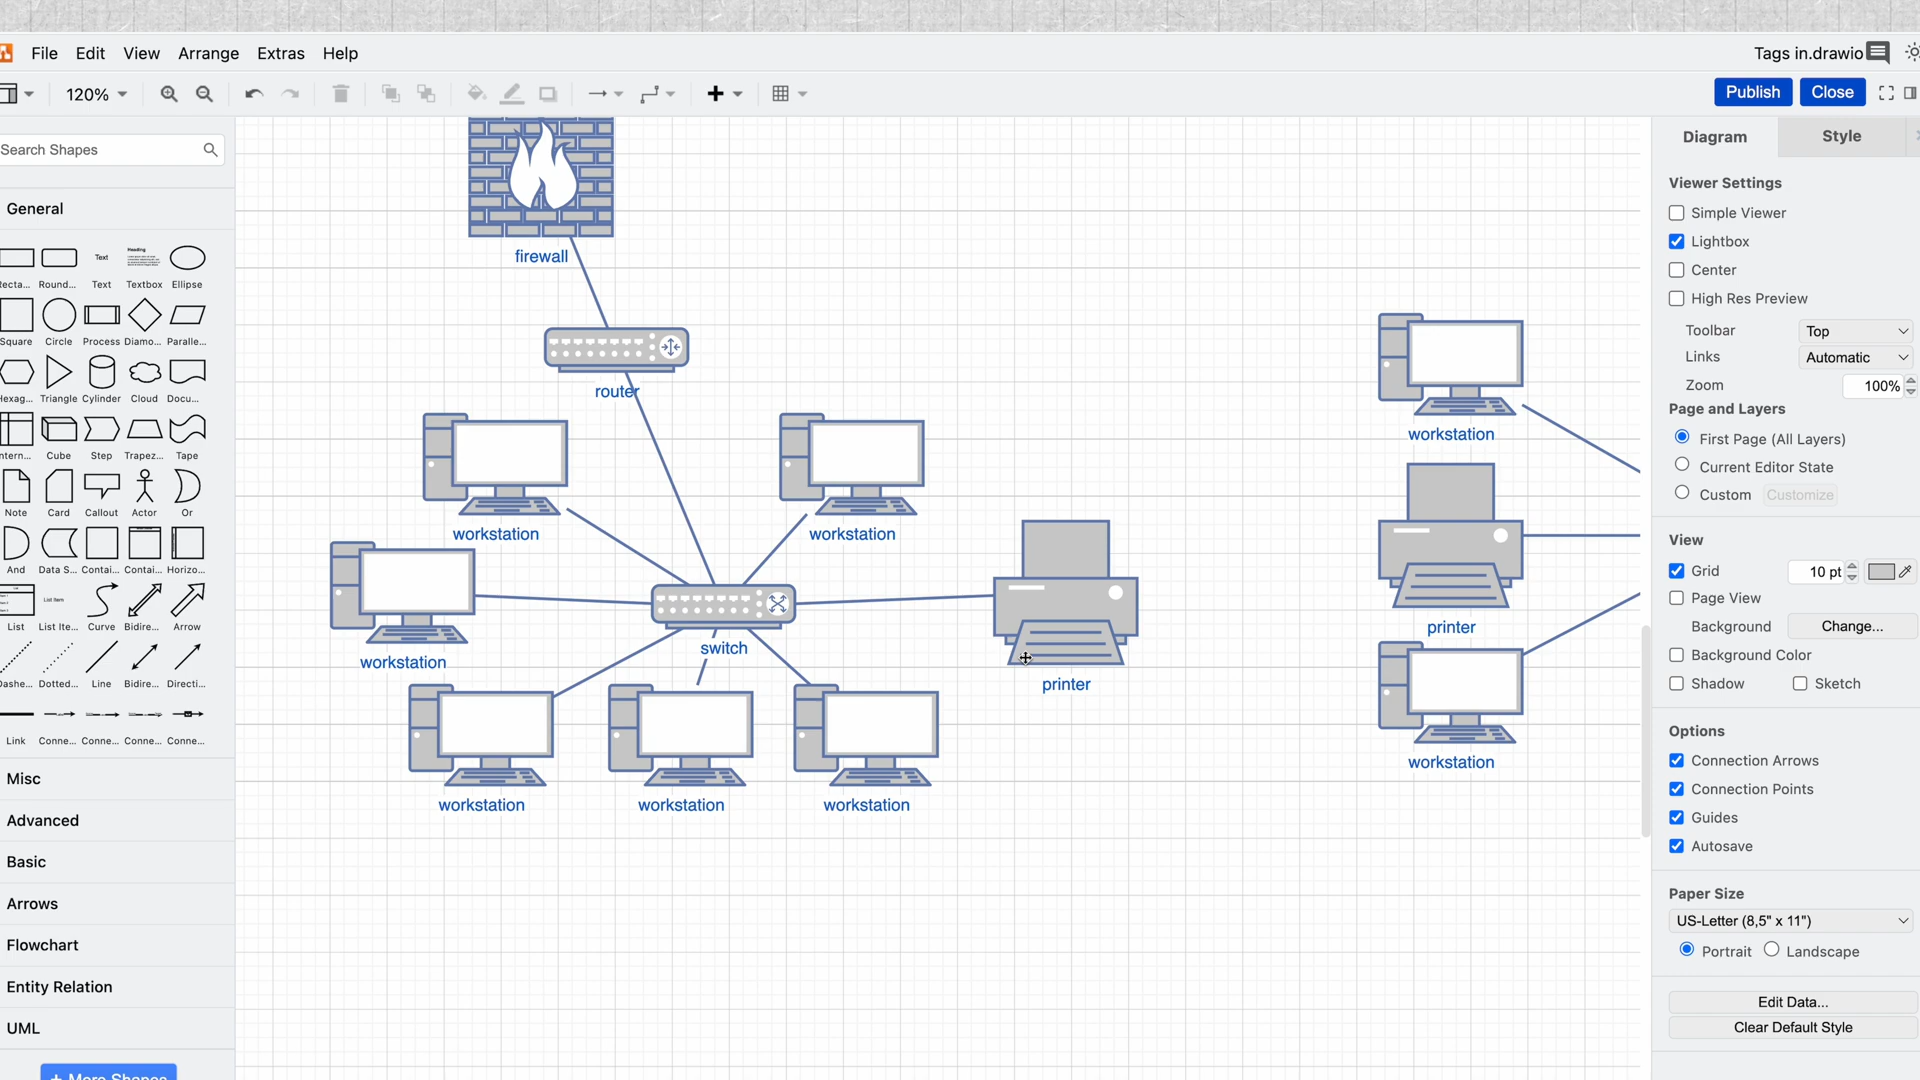 File Edit View Arrange Extras Help
Tags in.drawio
120%
Publish Close
Search Shapes
General
Recta... Round... Text Textbox Ellipse
Text
Heading
Square Circle Process Diamo... Paralle...
Hexag... Triangle Cylinder Cloud Docu...
Intern... Cube Step Trapez... Tape
Note Card Callout Actor Or
And Data S... Contai... Contai... Horizo...
List Item
List List Ite... Curve Bidire... Arrow
Dashe... Dotted... Line Bidire... Directi...
Link Conne... Conne... Conne... Conne...
Misc
Advanced
Basic
Arrows
Flowchart
Entity Relation
UML
+ More Shapes
firewall
router
workstation
workstation
workstation
switch
printer
workstation
workstation
workstation
workstation
printer
workstation
Diagram Style
Viewer Settings
Simple Viewer
Lightbox
Center
High Res Preview
Toolbar Top
Links Automatic
Zoom 100%
Page and Layers
First Page (All Layers)
Current Editor State
Custom Customize
View
Grid 10 pt
Page View
Background Change...
Background Color
Shadow Sketch
Options
Connection Arrows
Connection Points
Guides
Autosave
Paper Size
US-Letter (8,5" x 11")
Portrait Landscape
Edit Data...
Clear Default Style